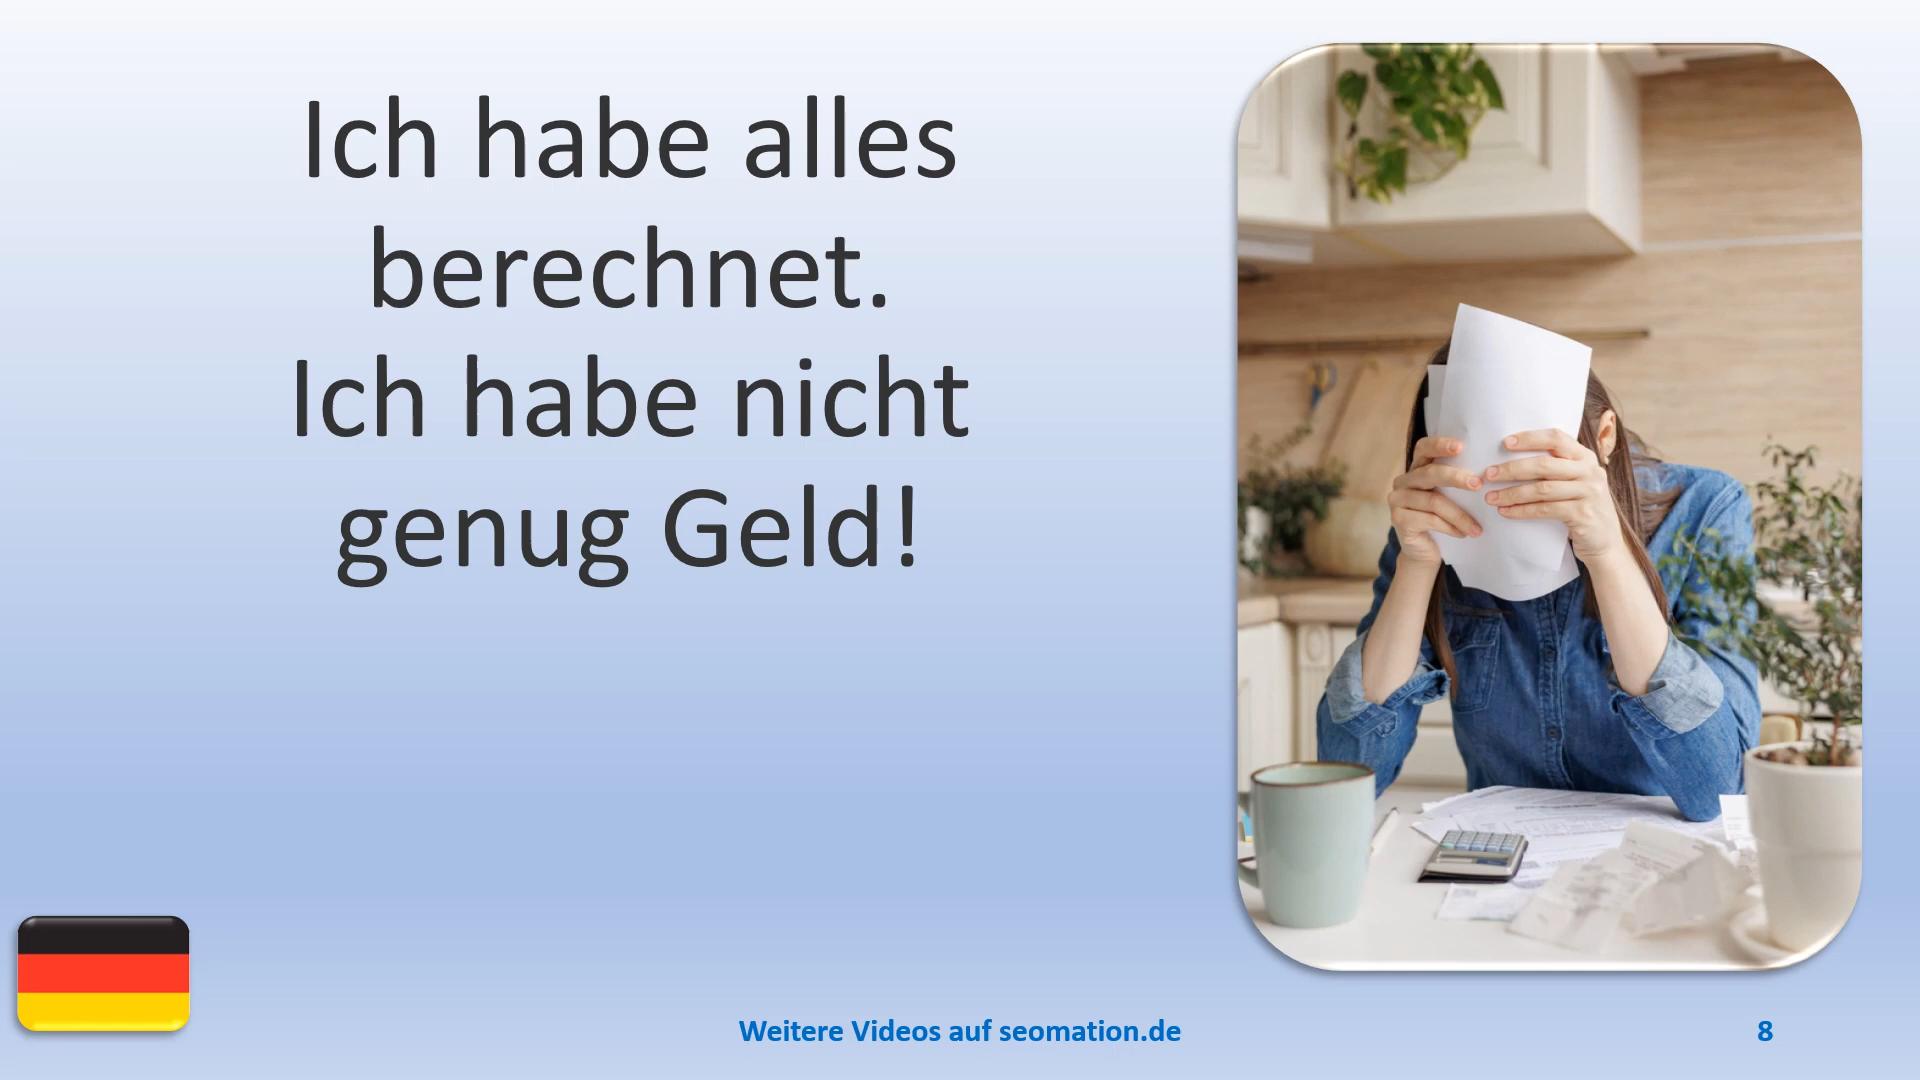 Ich habe alles
berechnet.
Ich habe nicht
genug Geld!
Weitere Videos auf seomation.de
8